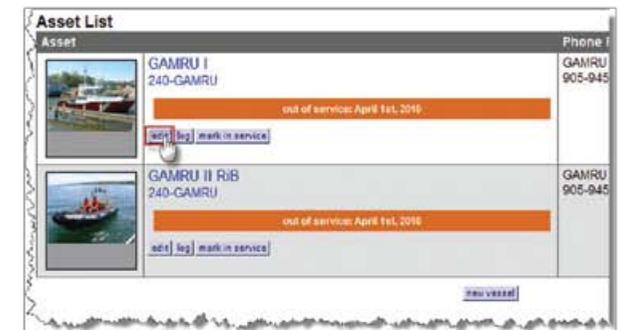 Asset List
Asset
Phone
GAMRU I
240-GAMRU
GAMRU
905-945
out of service: April 1st, 2010
edit log mark in service
GAMRU II RiB
240-GAMRU
GAMRU
905-945
out of service: April 1st, 2010
edit log mark in service
new vessel